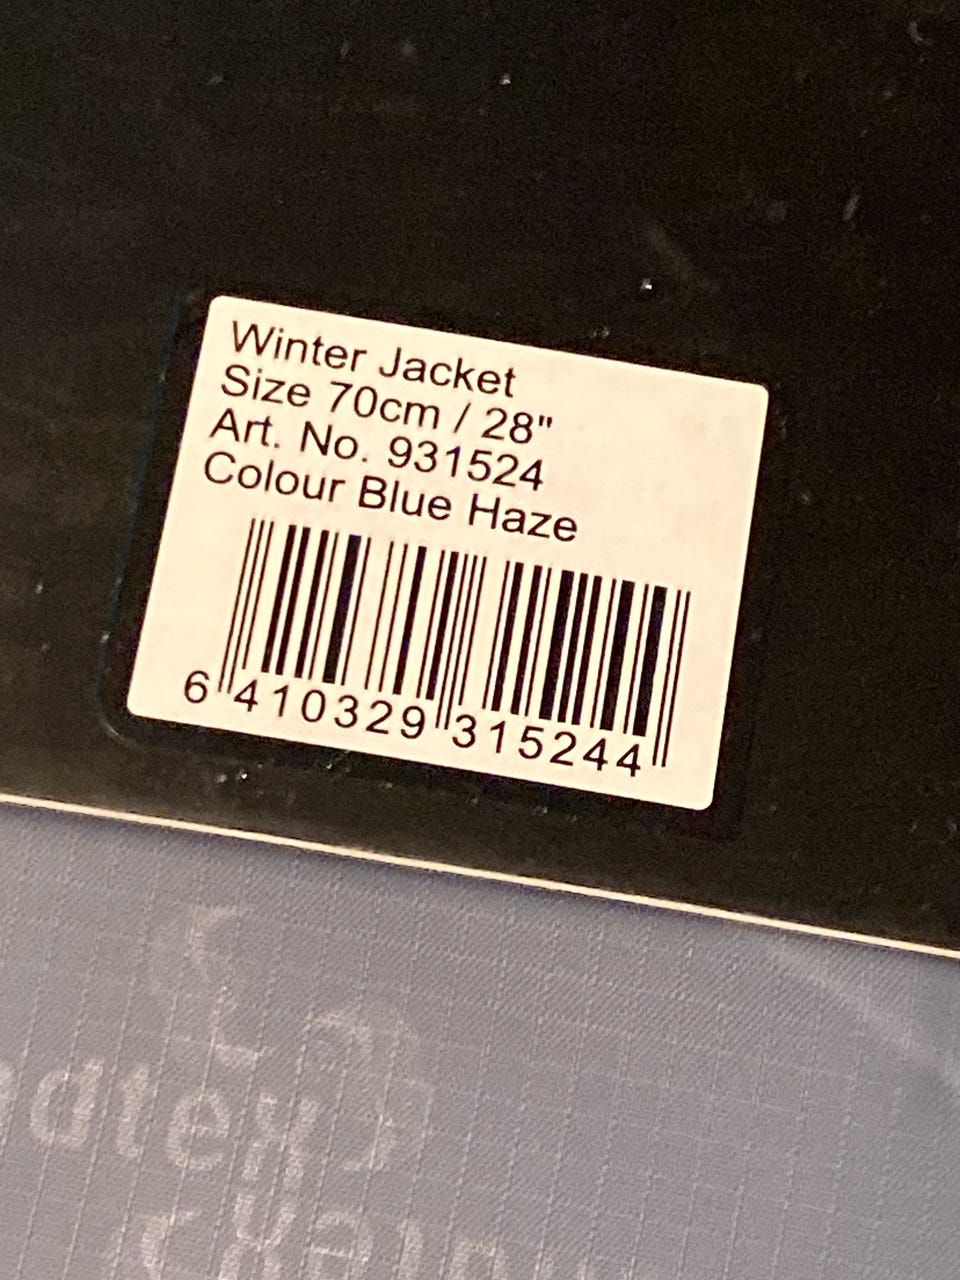 Winter Jacket
Size 70cm / 28"
Art. No. 931524
Colour Blue Haze
6 410329 315244